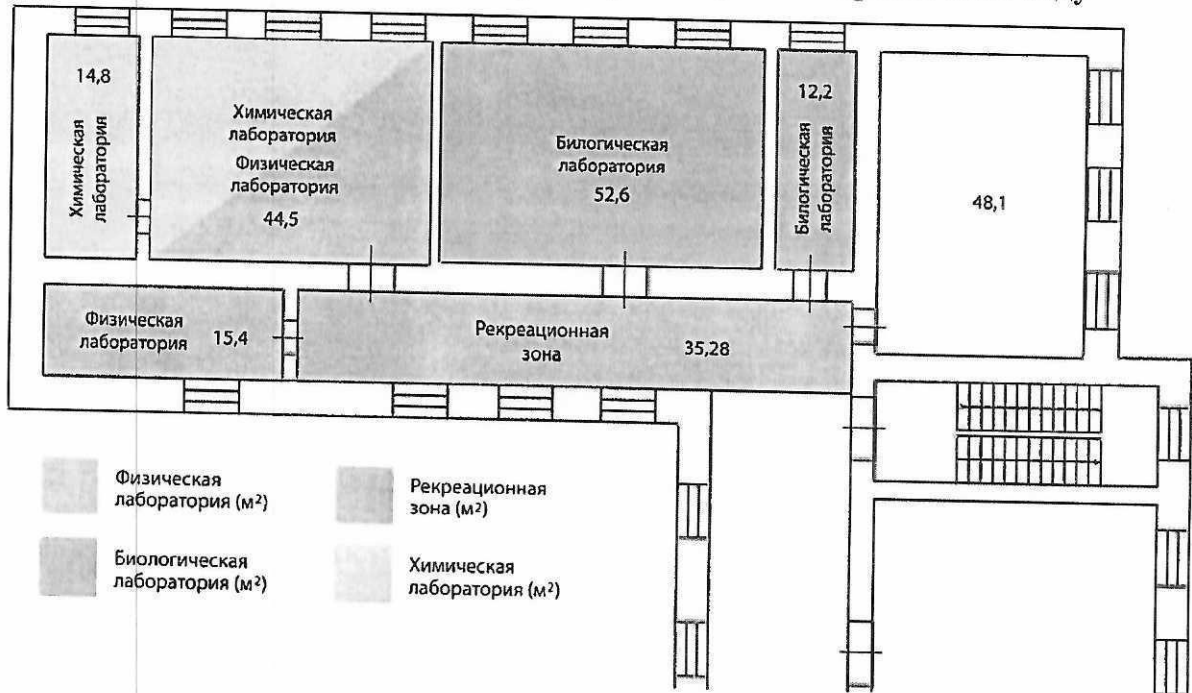 14,8
Химическая
лаборатория
Химическая
лаборатория
Физическая
лаборатория
44,5
Билогическая
лаборатория
52,6
12,2
Билогическая
лаборатория
48,1
Физическая
лаборатория
15,4
Рекреационная
зона
35,28
Физическая
лаборатория (м²)
Биологическая
лаборатория (м²)
Рекреационная
зона (м²)
Химическая
лаборатория (м²)